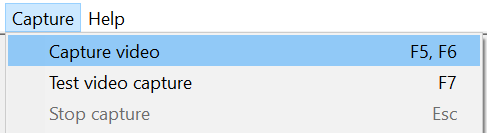 Capture Help
Capture video F5, F6
Test video capture F7
Stop capture Esc